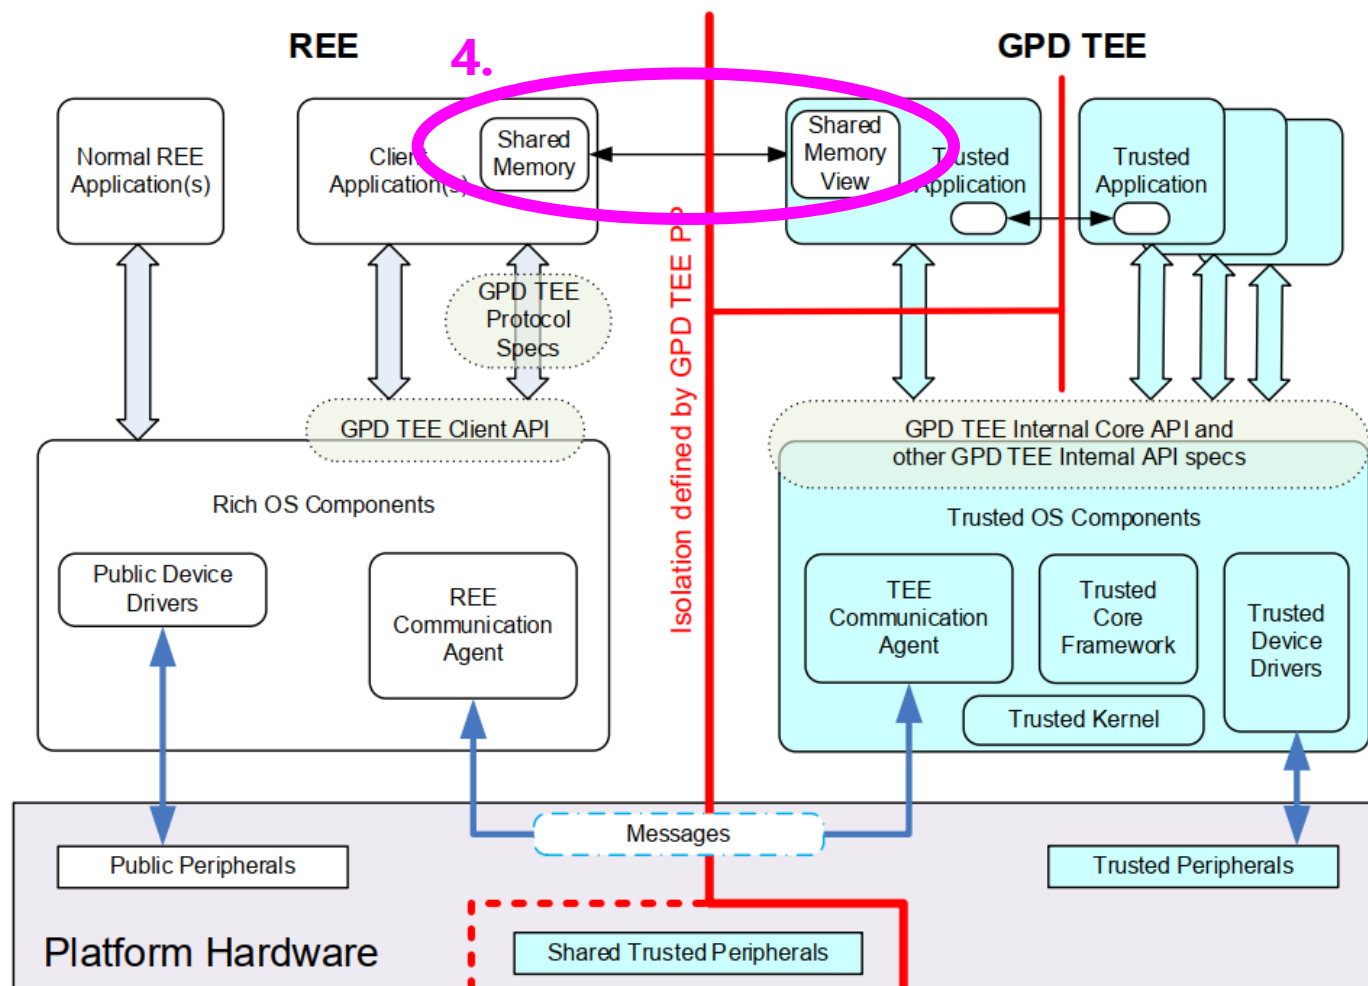 REE
GPD TEE
4.
Normal REE
Application(s)
Client
Application(s)
Shared
Memory
Shared
Memory
View
Trusted
Application
Trusted
Application
GPD TEE
Protocol
Specs
Isolation defined by GPD TEE PP
GPD TEE Client API
GPD TEE Internal Core API and
other GPD TEE Internal API specs
Rich OS Components
Trusted OS Components
Public Device
Drivers
REE
Communication
Agent
TEE
Communication
Agent
Trusted
Core
Framework
Trusted
Device
Drivers
Trusted Kernel
Messages
Public Peripherals
Trusted Peripherals
Platform Hardware
Shared Trusted Peripherals